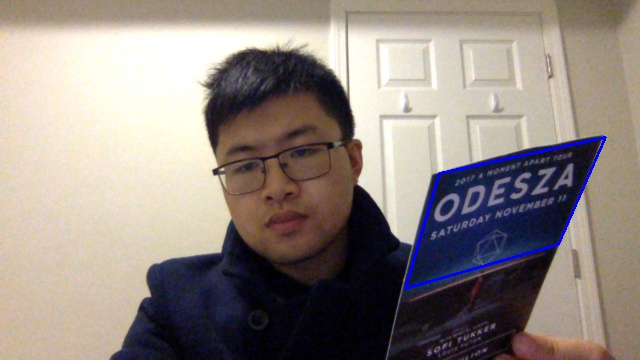 2017 A MOMENT APART TOUR
ODESZA
SATURDAY NOVEMBER 11
SOFI TUKKER